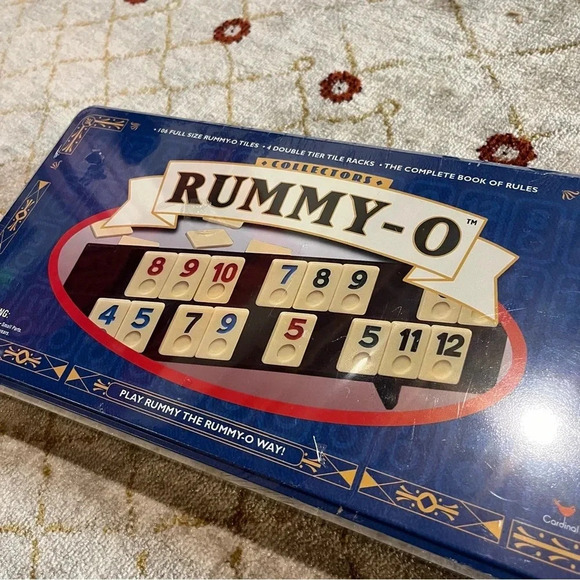 • 106 FULL SIZE RUMMY-O TILES • 4 DOUBLE TIER TILE RACKS • THE COMPLETE BOOK OF RULES
• COLLECTORS •
RUMMY-O™
8 9 10 7 8 9
4 5 7 9 5 5 11 12
PLAY RUMMY THE RUMMY-O WAY!
Cardinal